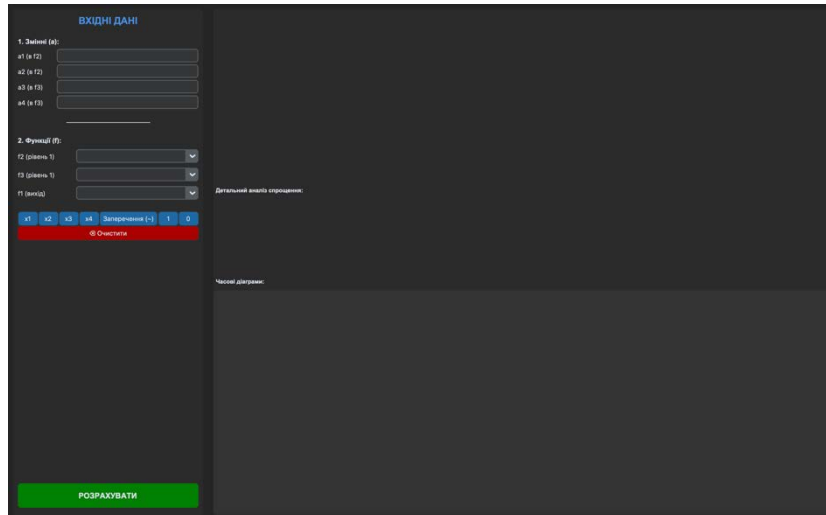 ВХІДНІ ДАНІ
1. Змінні (a):
a1 (в f2)
a2 (в f2)
a3 (в f3)
a4 (в f3)
2. Функції (f):
f2 (рівень 1)
f3 (рівень 1)
f1 (вихід)
x1 x2 x3 x4 Заперечення (~) 1 0
⊗ Очистити
РОЗРАХУВАТИ
Детальний аналіз спрощення:
Часові діаграми: